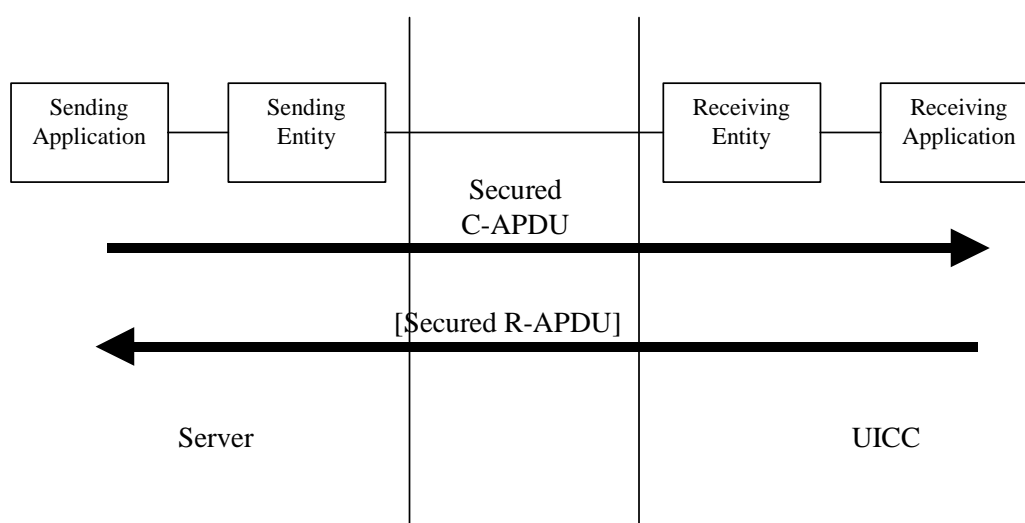 Sending
Application
Sending
Entity
Receiving
Entity
Receiving
Application
Secured
C-APDU
[Secured R-APDU]
Server
UICC